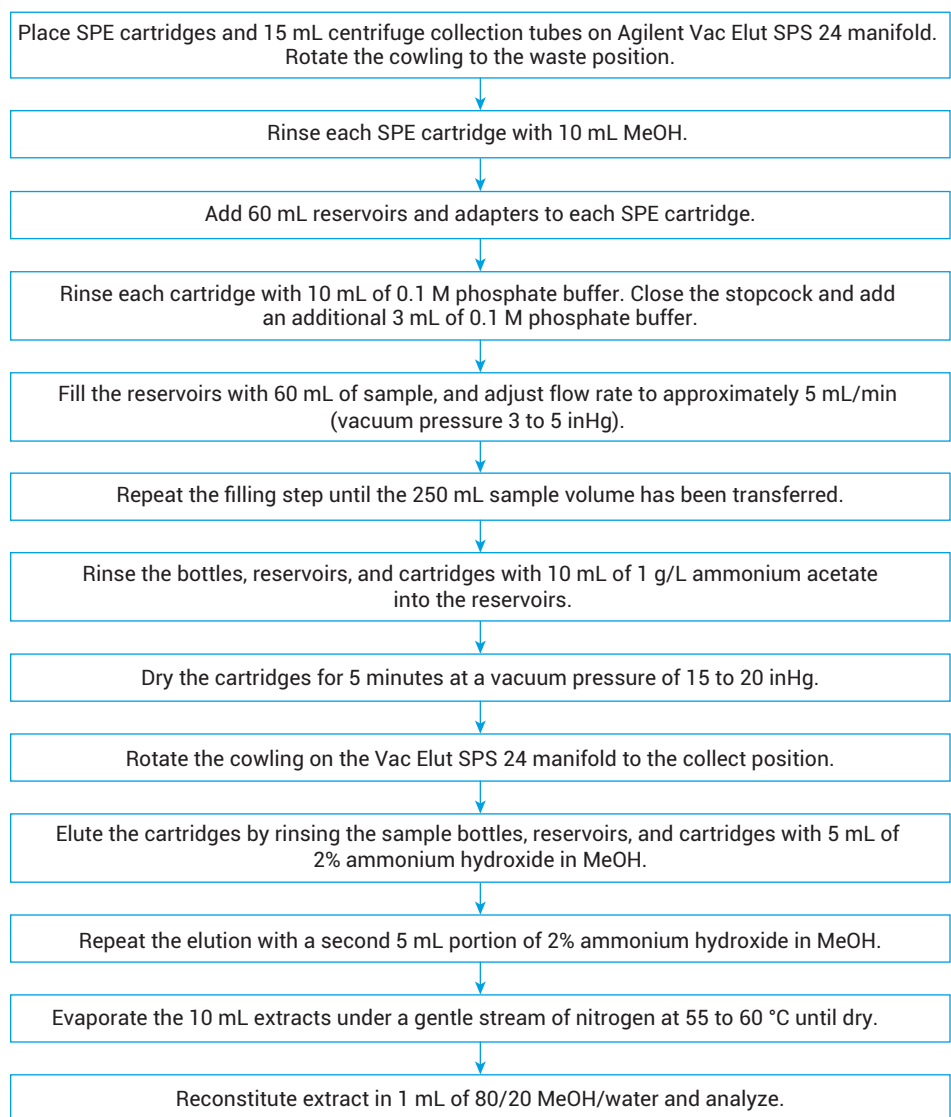 Place SPE cartridges and 15 mL centrifuge collection tubes on Agilent Vac Elut SPS 24 manifold.
Rotate the cowling to the waste position.
Rinse each SPE cartridge with 10 mL MeOH.
Add 60 mL reservoirs and adapters to each SPE cartridge.
Rinse each cartridge with 10 mL of 0.1 M phosphate buffer. Close the stopcock and add
an additional 3 mL of 0.1 M phosphate buffer.
Fill the reservoirs with 60 mL of sample, and adjust flow rate to approximately 5 mL/min
(vacuum pressure 3 to 5 inHg).
Repeat the filling step until the 250 mL sample volume has been transferred.
Rinse the bottles, reservoirs, and cartridges with 10 mL of 1 g/L ammonium acetate
into the reservoirs.
Dry the cartridges for 5 minutes at a vacuum pressure of 15 to 20 inHg.
Rotate the cowling on the Vac Elut SPS 24 manifold to the collect position.
Elute the cartridges by rinsing the sample bottles, reservoirs, and cartridges with 5 mL of
2% ammonium hydroxide in MeOH.
Repeat the elution with a second 5 mL portion of 2% ammonium hydroxide in MeOH.
Evaporate the 10 mL extracts under a gentle stream of nitrogen at 55 to 60 °C until dry.
Reconstitute extract in 1 mL of 80/20 MeOH/water and analyze.